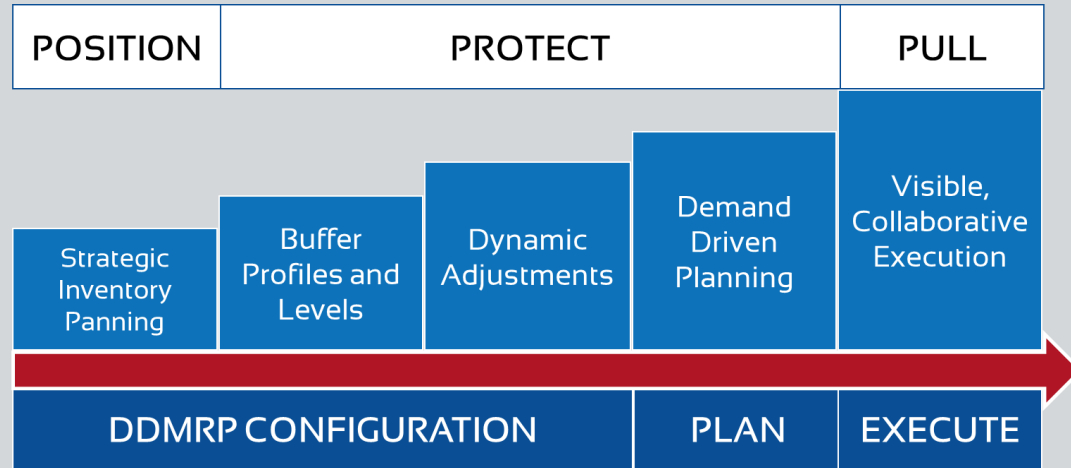 POSITION
PROTECT
PULL
Strategic
Inventory
Panning
Buffer
Profiles and
Levels
Dynamic
Adjustments
Demand
Driven
Planning
Visible,
Collaborative
Execution
DDMRP CONFIGURATION
PLAN
EXECUTE